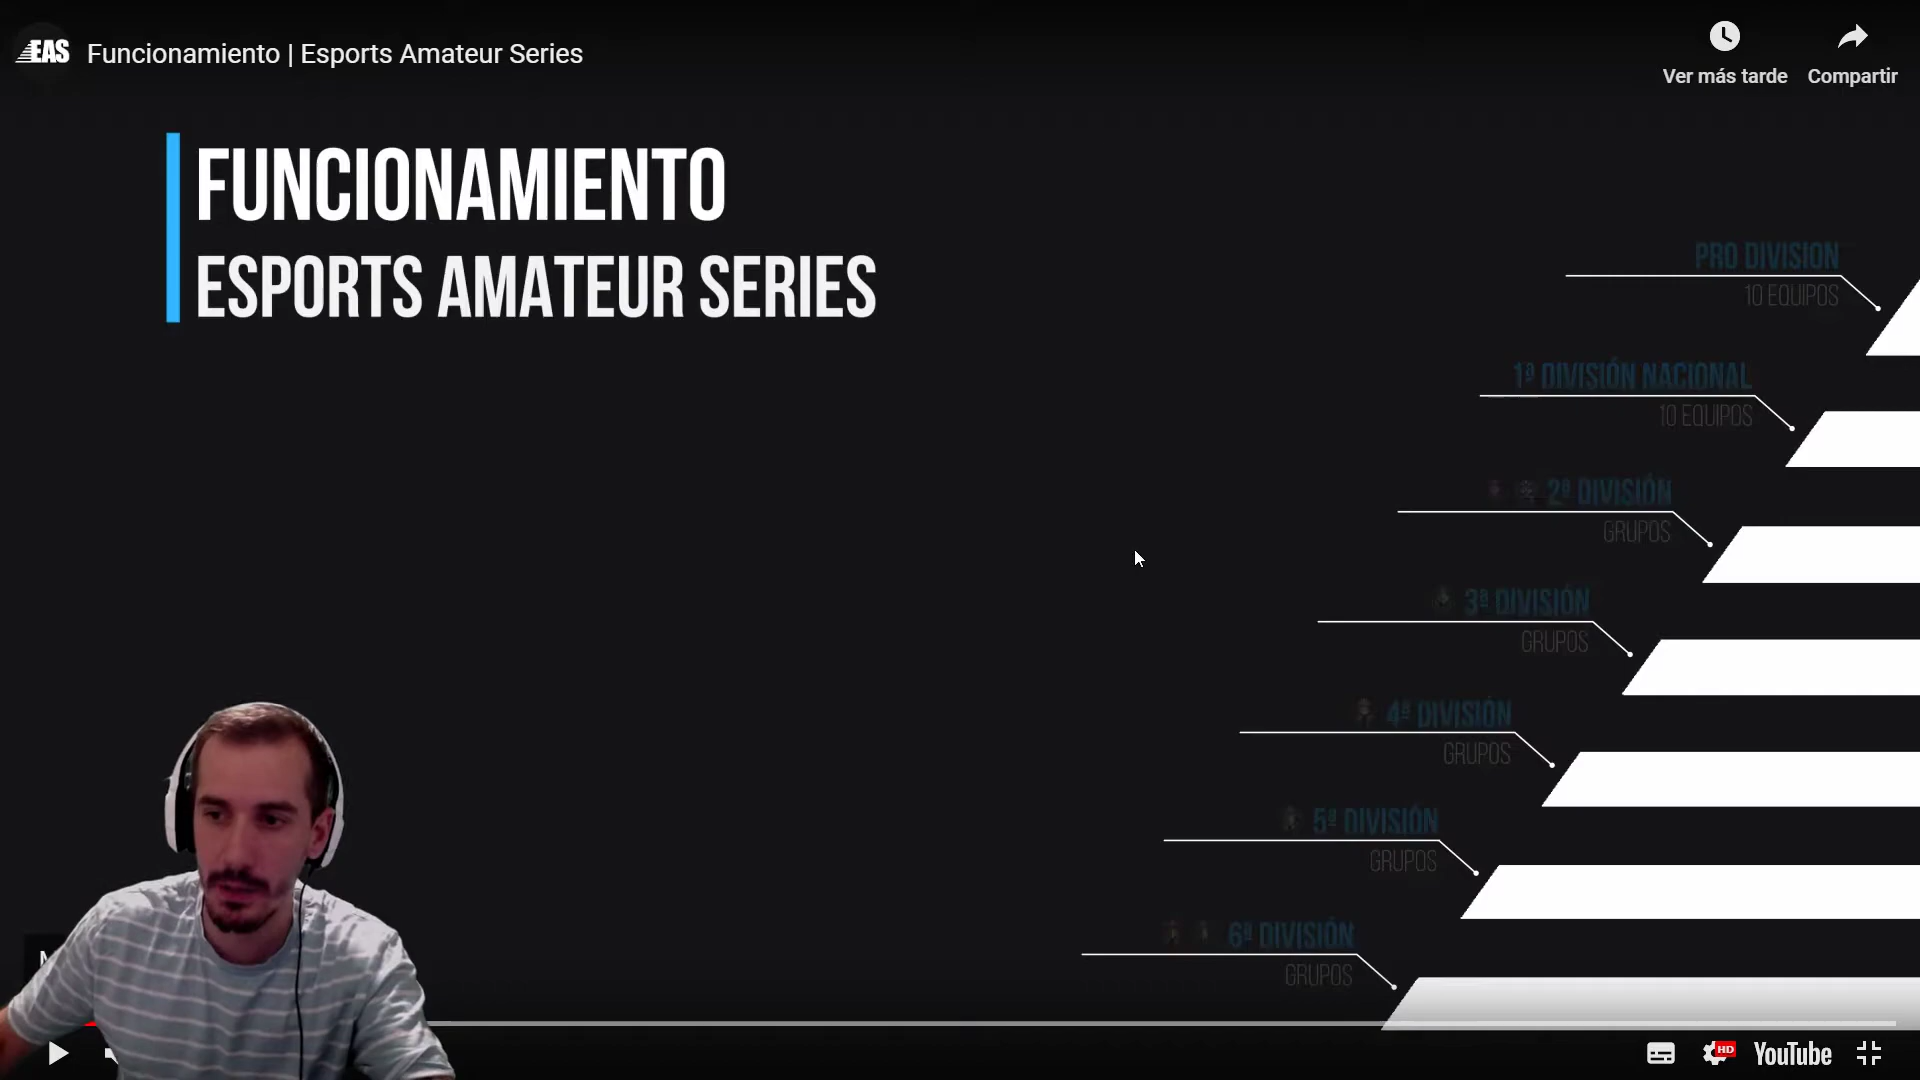 EAS
Funcionamiento | Esports Amateur Series
Ver más tarde
Compartir
FUNCIONAMIENTO
ESPORTS AMATEUR SERIES
PRO DIVISION
10 EQUIPOS
1ª DIVISIÓN NACIONAL
10 EQUIPOS
2ª DIVISIÓN
GRUPOS
3ª DIVISIÓN
GRUPOS
4ª DIVISIÓN
GRUPOS
5ª DIVISIÓN
GRUPOS
6ª DIVISIÓN
GRUPOS
HD
YouTube